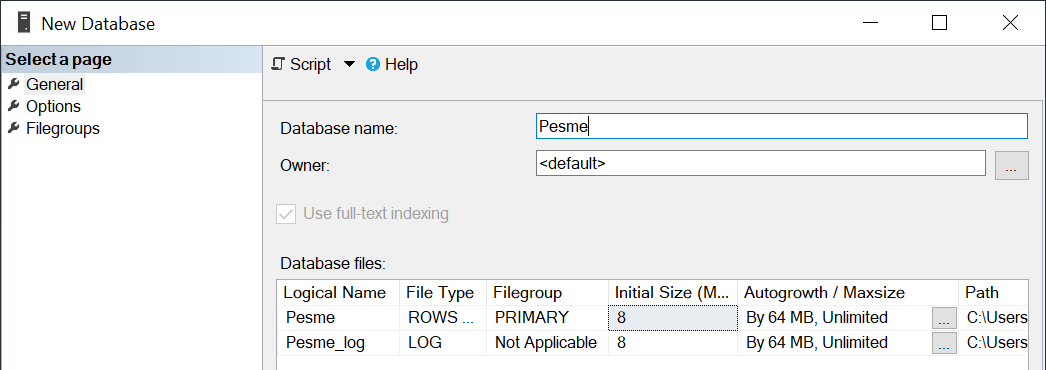 New Database
Select a page
General
Options
Filegroups
Script
Help
Database name:
Pesme
Owner:
<default>
...
Use full-text indexing
Database files:
Logical Name File Type Filegroup Initial Size (M... Autogrowth / Maxsize Path
Pesme ROWS ... PRIMARY 8 By 64 MB, Unlimited ... C:\Users
Pesme_log LOG Not Applicable 8 By 64 MB, Unlimited ... C:\Users